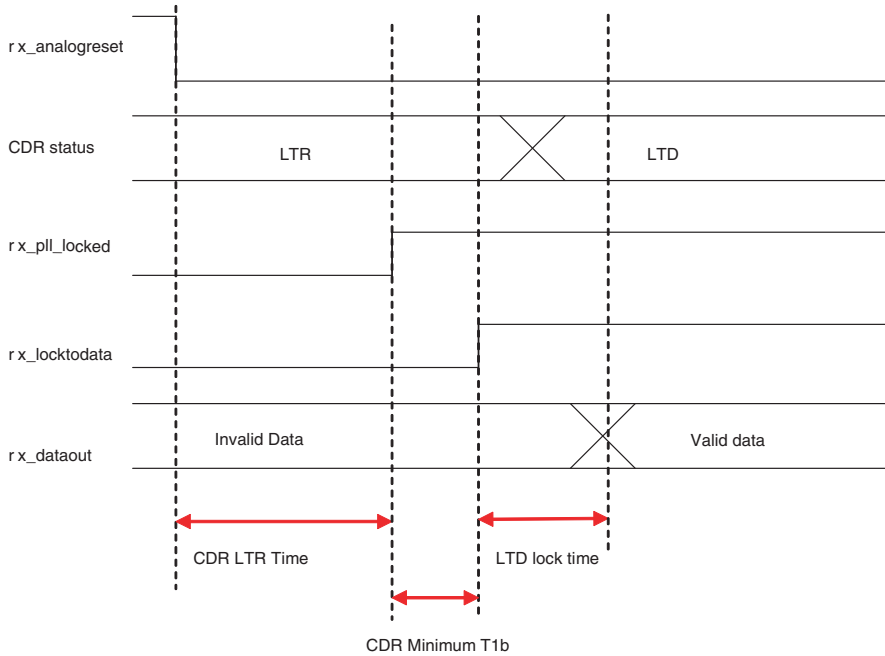 rx_analogreset
CDR status
LTR
LTD
rx_pll_locked
rx_locktodata
rx_dataout
Invalid Data
Valid data
CDR LTR Time
LTD lock time
CDR Minimum T1b